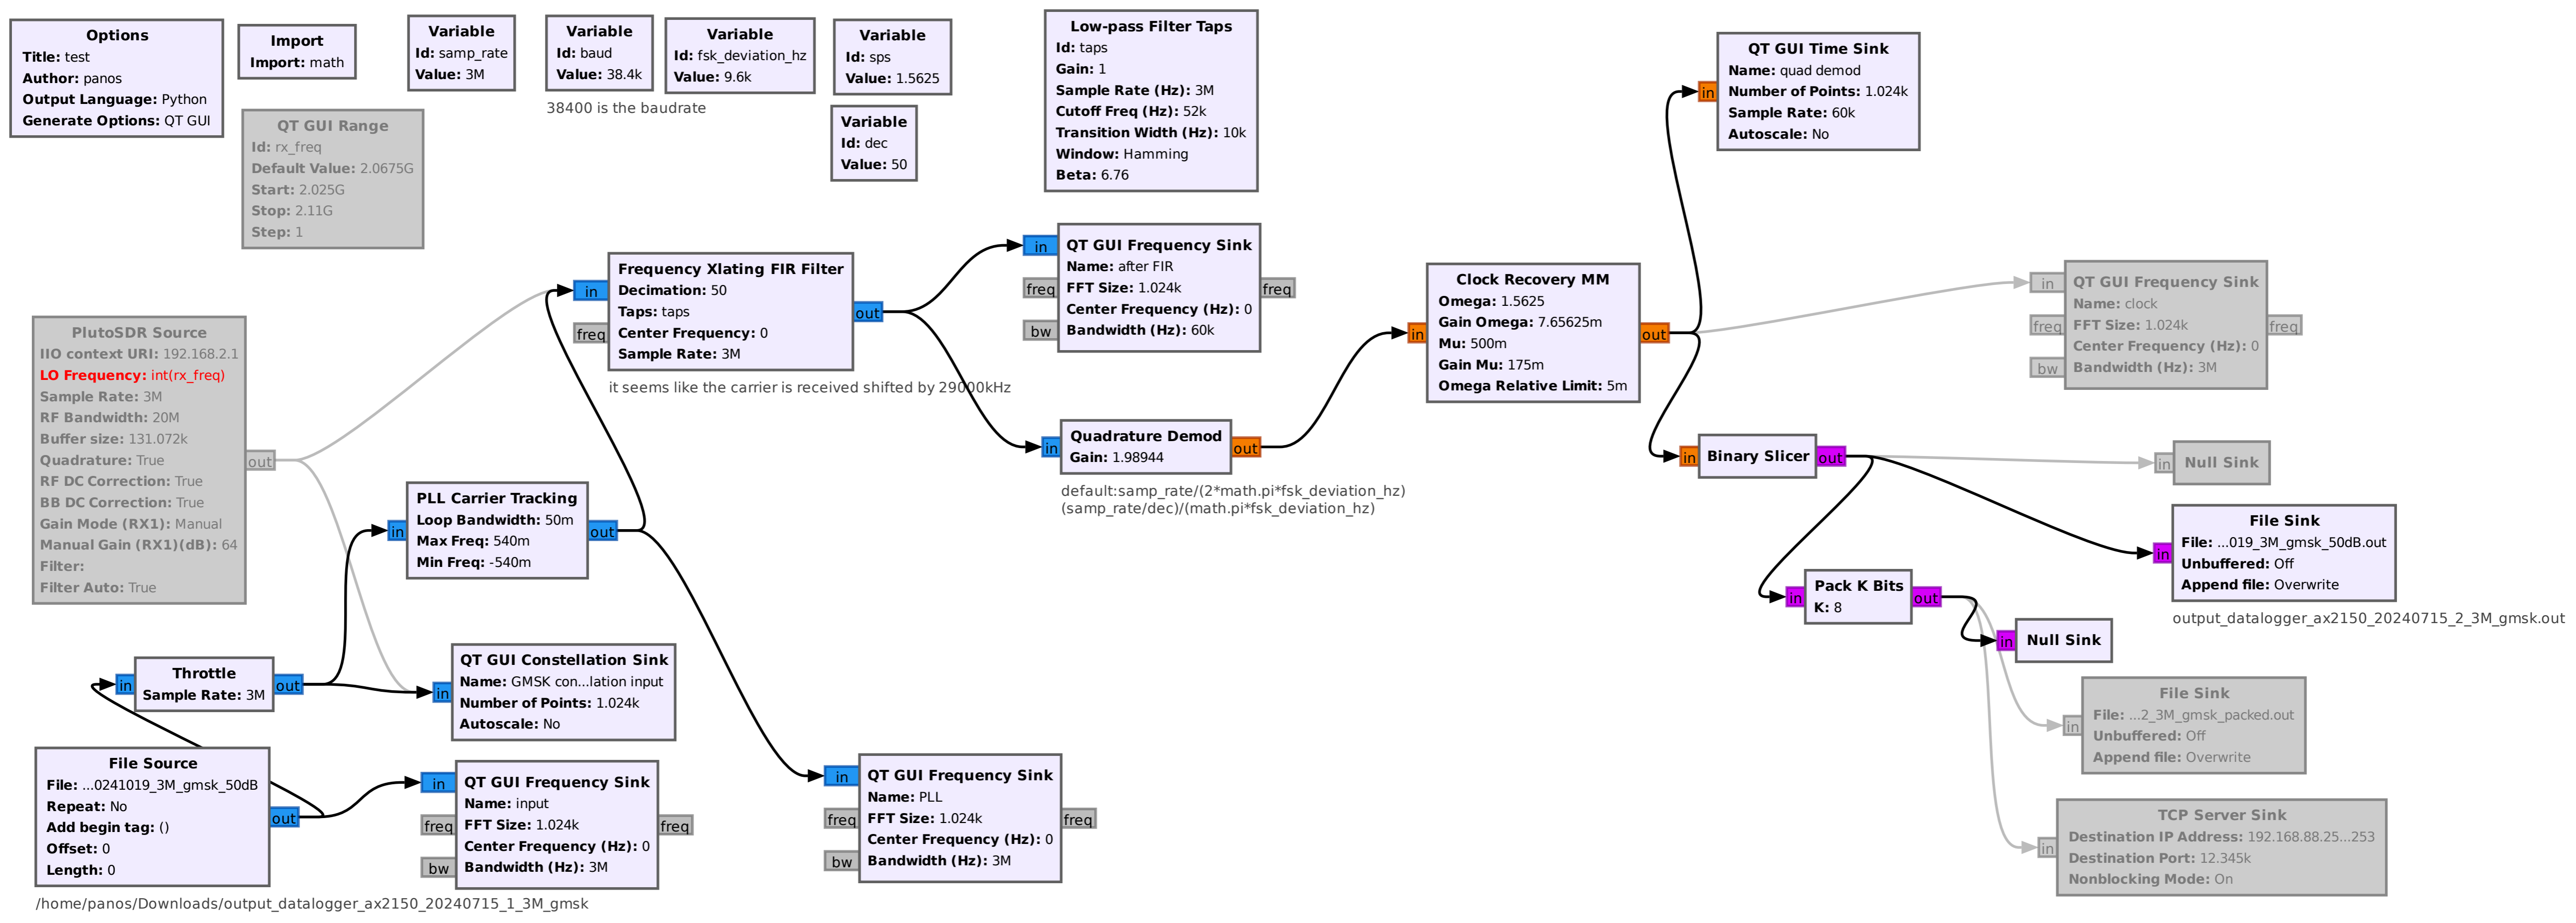 Options
Title: test
Author: panos
Output Language: Python
Generate Options: QT GUI
Import
Import: math
Variable
Id: samp_rate
Value: 3M
Variable
Id: baud
Value: 38.4k
38400 is the baudrate
Variable
Id: fsk_deviation_hz
Value: 9.6k
Variable
Id: sps
Value: 1.5625
Variable
Id: dec
Value: 50
Low-pass Filter Taps
Id: taps
Gain: 1
Sample Rate (Hz): 3M
Cutoff Freq (Hz): 52k
Transition Width (Hz): 10k
Window: Hamming
Beta: 6.76
QT GUI Time Sink
Name: quad demod
Number of Points: 1.024k
Sample Rate: 60k
Autoscale: No
in
QT GUI Range
Id: rx_freq
Default Value: 2.0675G
Start: 2.025G
Stop: 2.11G
Step: 1
PlutoSDR Source
IIO context URI: 192.168.2.1
LO Frequency: int(rx_freq)
Sample Rate: 3M
RF Bandwidth: 20M
Buffer size: 131.072k
Quadrature: True
RF DC Correction: True
BB DC Correction: True
Gain Mode (RX1): Manual
Manual Gain (RX1)(dB): 64
Filter:
Filter Auto: True
out
Frequency Xlating FIR Filter
Decimation: 50
Taps: taps
Center Frequency: 0
Sample Rate: 3M
in
freq
out
it seems like the carrier is received shifted by 29000kHz
QT GUI Frequency Sink
Name: after FIR
FFT Size: 1.024k
Center Frequency (Hz): 0
Bandwidth (Hz): 60k
in
freq
bw
freq
Quadrature Demod
Gain: 1.98944
in
out
default:samp_rate/(2*math.pi*fsk_deviation_hz)
(samp_rate/dec)/(math.pi*fsk_deviation_hz)
Clock Recovery MM
Omega: 1.5625
Gain Omega: 7.65625m
Mu: 500m
Gain Mu: 175m
Omega Relative Limit: 5m
in
out
QT GUI Frequency Sink
Name: clock
FFT Size: 1.024k
Center Frequency (Hz): 0
Bandwidth (Hz): 3M
in
freq
bw
freq
Binary Slicer
in
out
Null Sink
in
File Sink
File: ...019_3M_gmsk_50dB.out
Unbuffered: Off
Append file: Overwrite
in
output_datalogger_ax2150_20240715_2_3M_gmsk.out
Pack K Bits
K: 8
in
out
Null Sink
in
File Sink
File: ...2_3M_gmsk_packed.out
Unbuffered: Off
Append file: Overwrite
in
TCP Server Sink
Destination IP Address: 192.168.88.25...253
Destination Port: 12.345k
Nonblocking Mode: On
in
PLL Carrier Tracking
Loop Bandwidth: 50m
Max Freq: 540m
Min Freq: -540m
in
out
Throttle
Sample Rate: 3M
in
out
QT GUI Constellation Sink
Name: GMSK con...lation input
Number of Points: 1.024k
Autoscale: No
in
File Source
File: ...0241019_3M_gmsk_50dB
Repeat: No
Add begin tag: ()
Offset: 0
Length: 0
out
/home/panos/Downloads/output_datalogger_ax2150_20240715_1_3M_gmsk
QT GUI Frequency Sink
Name: input
FFT Size: 1.024k
Center Frequency (Hz): 0
Bandwidth (Hz): 3M
in
freq
bw
freq
QT GUI Frequency Sink
Name: PLL
FFT Size: 1.024k
Center Frequency (Hz): 0
Bandwidth (Hz): 3M
in
freq
bw
freq